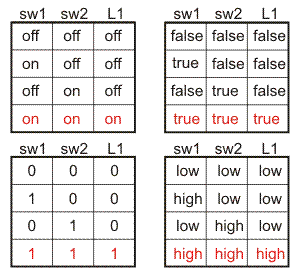 sw1 sw2 L1
off off off
on off off
off on off
on on on
sw1 sw2 L1
false false false
true false false
false true false
true true true
sw1 sw2 L1
0 0 0
1 0 0
0 1 0
1 1 1
sw1 sw2 L1
low low low
high low low
low high low
high high high